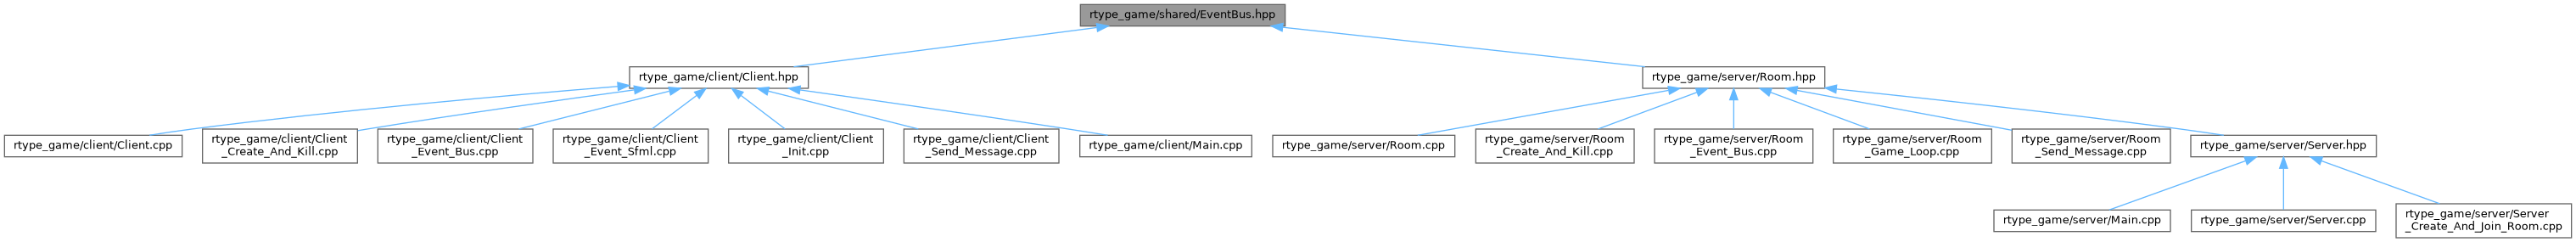 rtype_game/shared/EventBus.hpp
rtype_game/client/Client.hpp
rtype_game/server/Room.hpp
rtype_game/client/Client.cpp
rtype_game/client/Client
_Create_And_Kill.cpp
rtype_game/client/Client
_Event_Bus.cpp
rtype_game/client/Client
_Event_Sfml.cpp
rtype_game/client/Client
_Init.cpp
rtype_game/client/Client
_Send_Message.cpp
rtype_game/client/Main.cpp
rtype_game/server/Room.cpp
rtype_game/server/Room
_Create_And_Kill.cpp
rtype_game/server/Room
_Event_Bus.cpp
rtype_game/server/Room
_Game_Loop.cpp
rtype_game/server/Room
_Send_Message.cpp
rtype_game/server/Server.hpp
rtype_game/server/Main.cpp
rtype_game/server/Server.cpp
rtype_game/server/Server
_Create_And_Join_Room.cpp